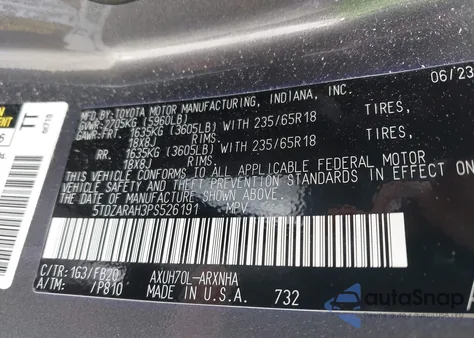 MFD. BY: TOYOTA MOTOR MANUFACTURING, INDIANA, INC. 06/23
GVWR: 2705KG (5960LB)
GAWR: FRT. 1635KG (3605LB) WITH 235/65R18 TIRES,
18X8J RIMS
RR. 1635KG (3605LB) WITH 235/65R18 TIRES,
18X8J RIMS
THIS VEHICLE CONFORMS TO ALL APPLICABLE FEDERAL MOTOR
VEHICLE SAFETY AND THEFT PREVENTION STANDARDS IN EFFECT
ON THE DATE OF MANUFACTURE SHOWN ABOVE.
5TDZARAH3PS526191 MPV
C/TR: 1G3/FB20 AXUH70L-ARXNHA
A/TM: /P810 MADE IN U.S.A. 732
TT
autoSnap